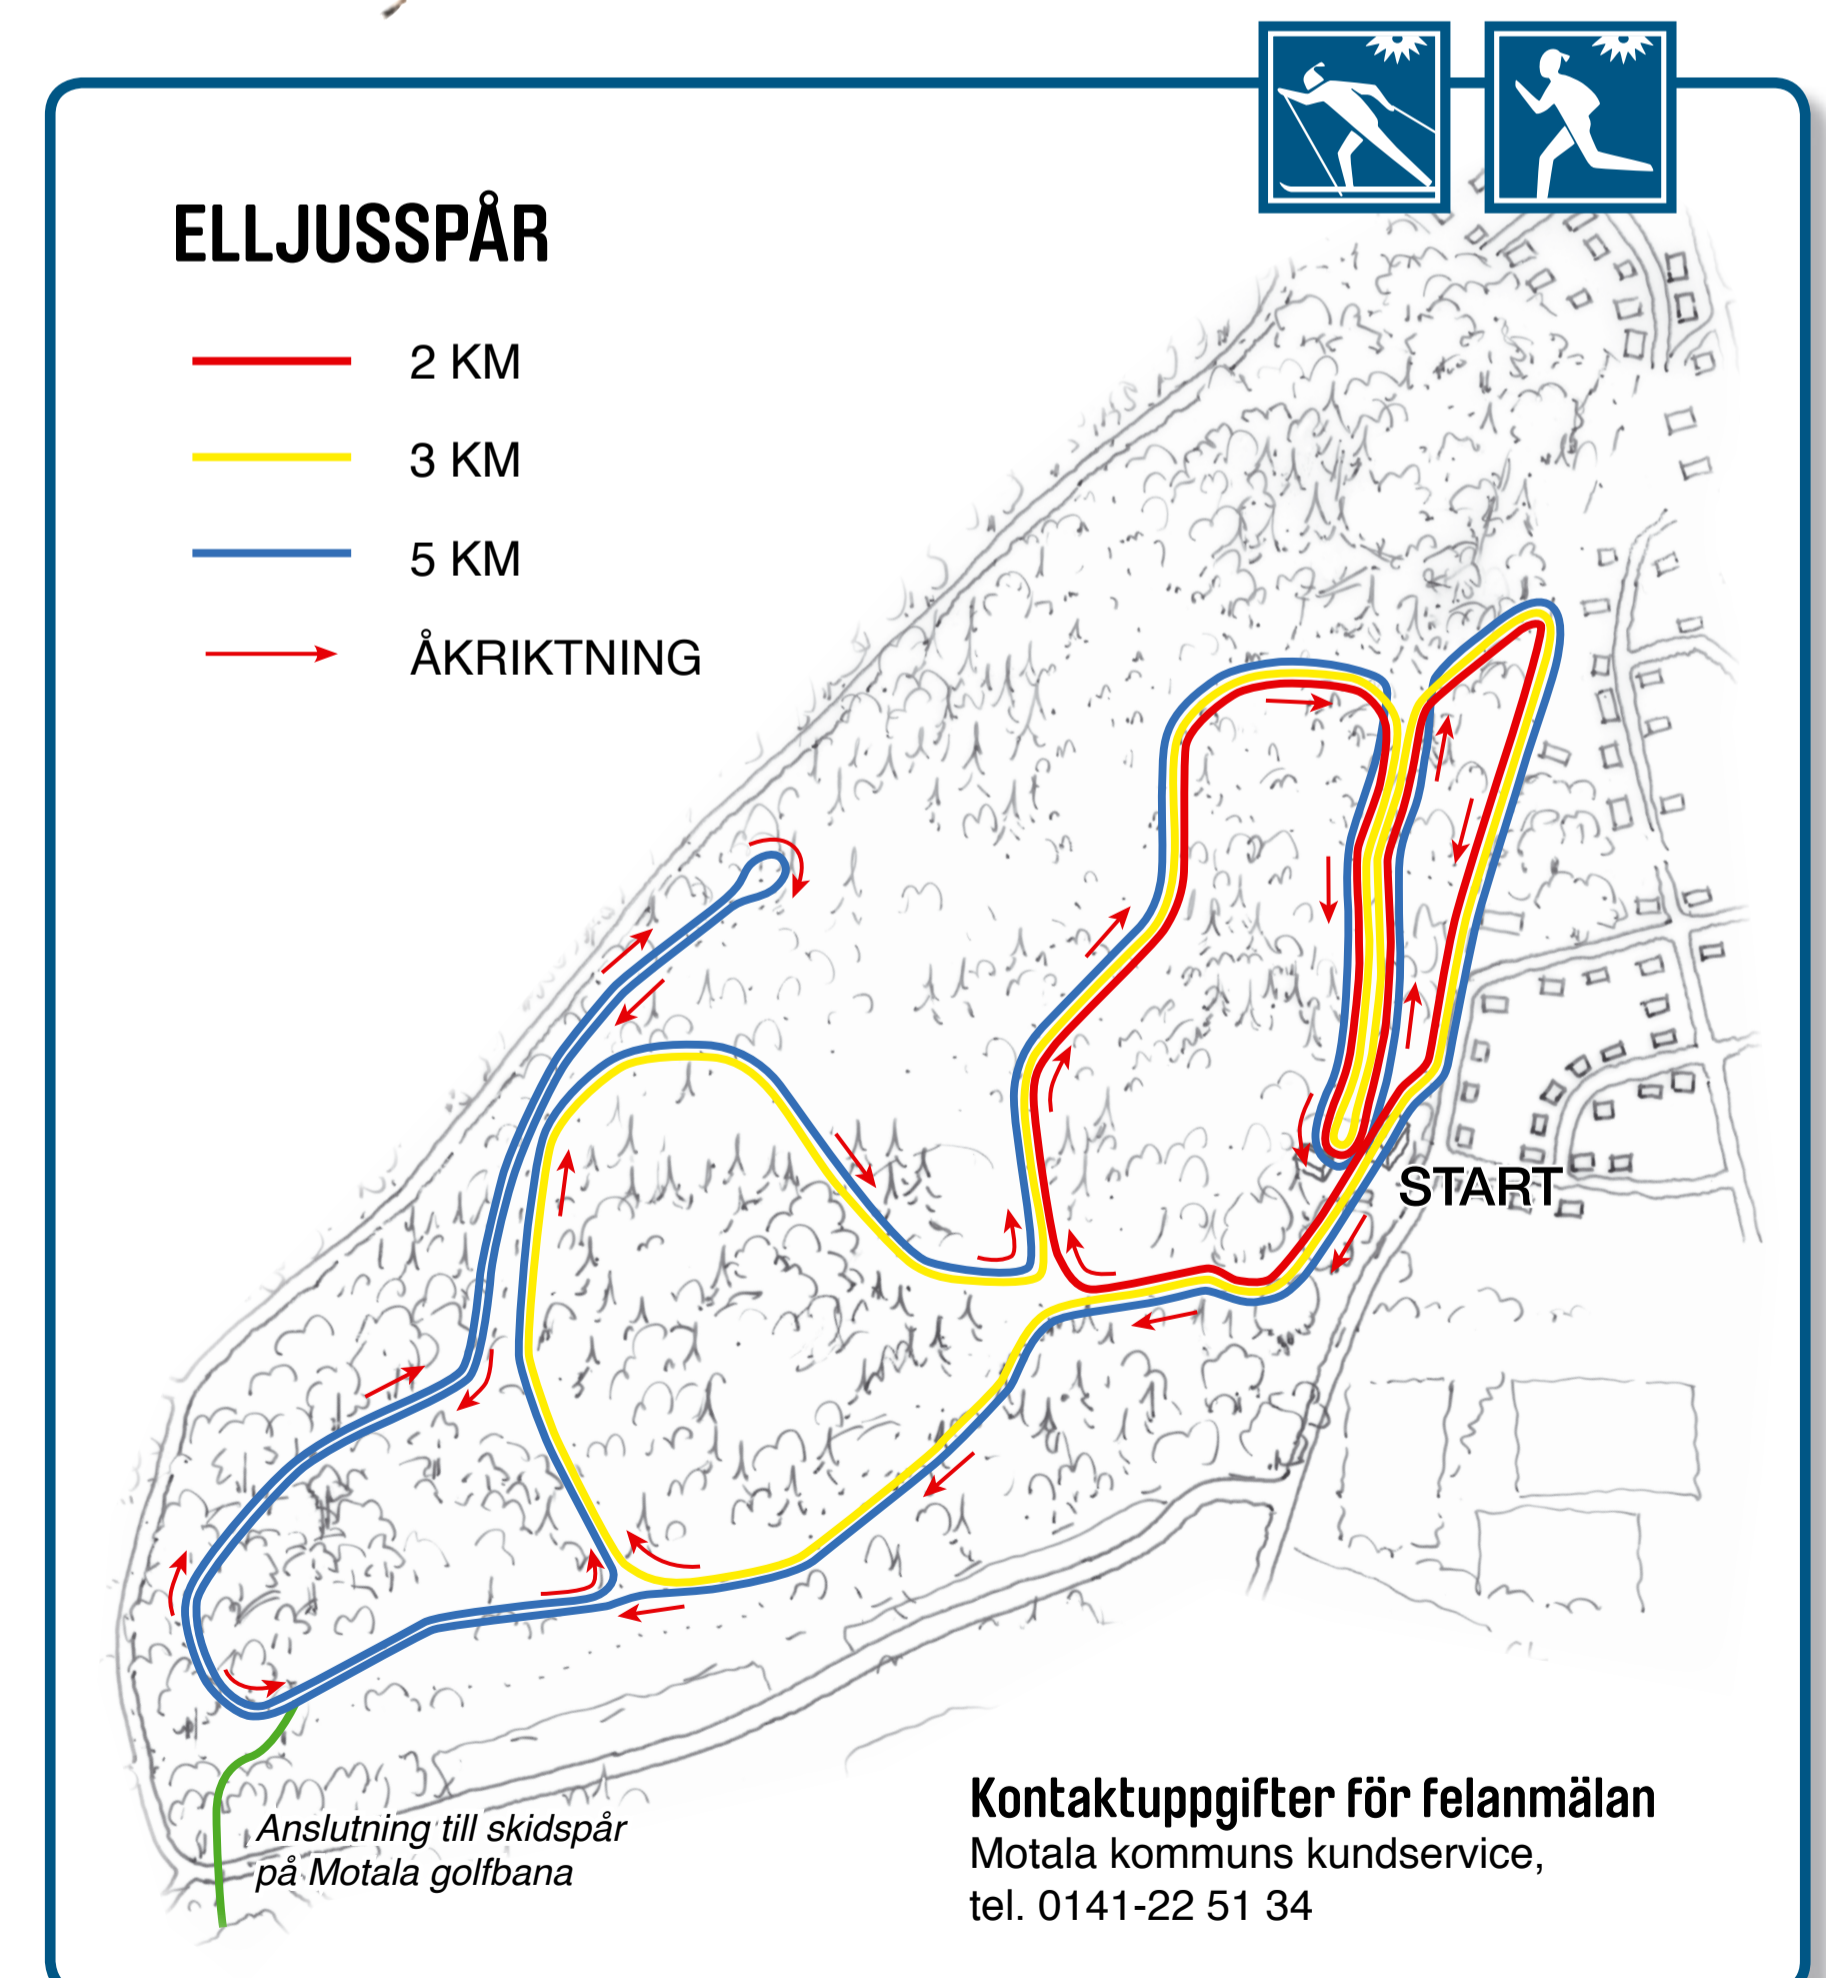 ELLJUSSPÅR
2 KM
3 KM
5 KM
ÅKRIKTNING
START
Anslutning till skidspår
på Motala golfbana
Kontaktuppgifter för felanmälan
Motala kommuns kundservice,
tel. 0141-22 51 34